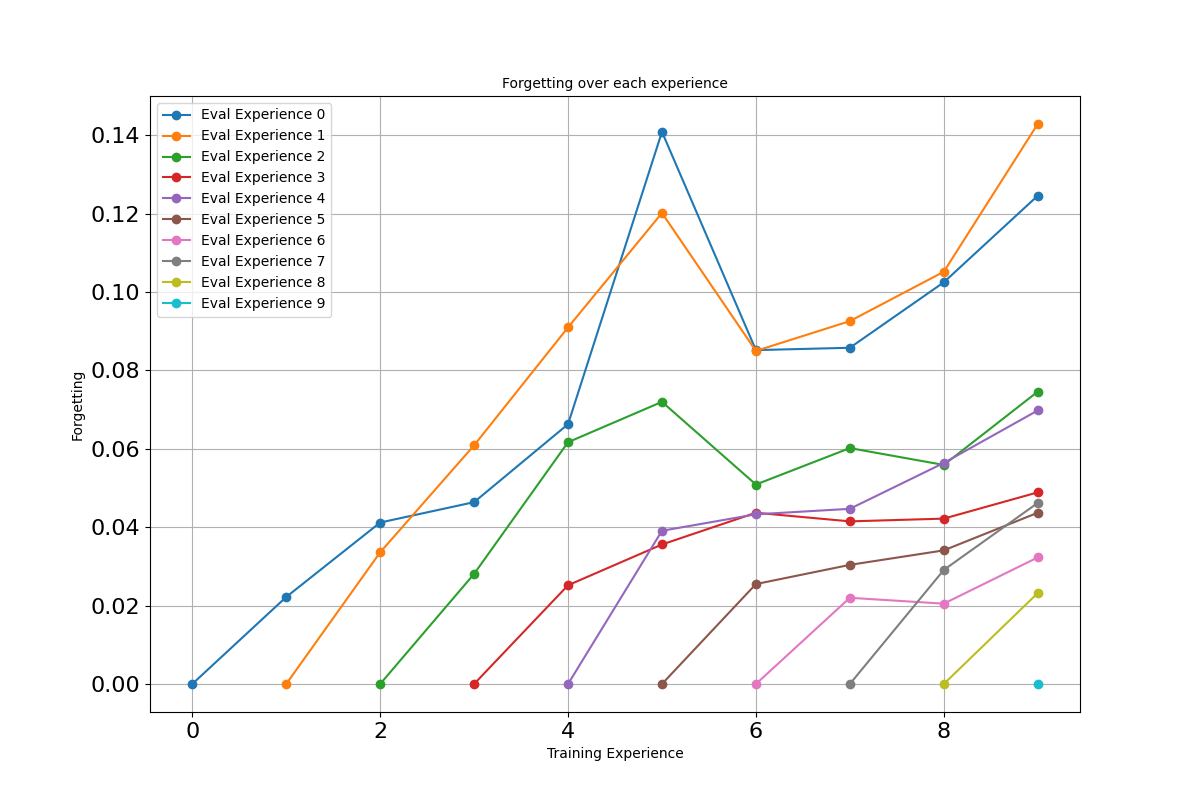 Forgetting over each experience
Eval Experience 0
Eval Experience 1
Eval Experience 2
Eval Experience 3
Eval Experience 4
Eval Experience 5
Eval Experience 6
Eval Experience 7
Eval Experience 8
Eval Experience 9
0.14
0.12
0.10
0.08
0.06
0.04
0.02
0.00
Forgetting
0 2 4 6 8
Training Experience